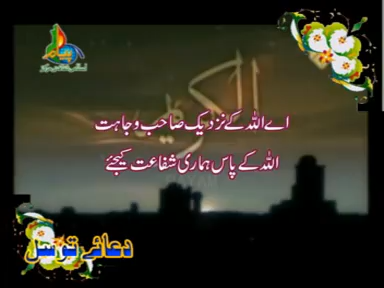 اے اللہ کے نزدیک صاحب وجاہت
اللہ کے پاس ہماری شفاعت کیجئے
دعائے توسل